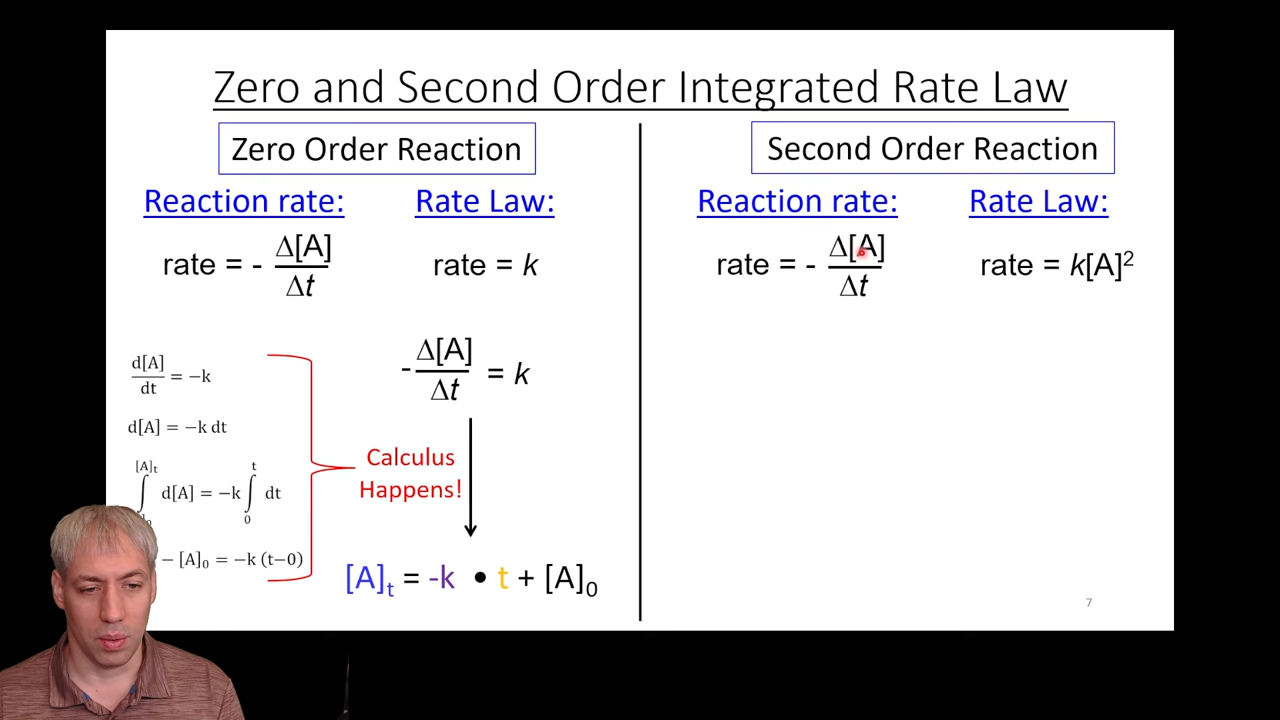 Zero and Second Order Integrated Rate Law
Zero Order Reaction
Reaction rate: Rate Law:
rate = - Δ[A]/Δt rate = k
-Δ[A]/Δt = k
d[A]/dt = −k
d[A] = −k dt
∫ [A]t d[A] = −k ∫ 0 t dt
− [A]0 = −k (t−0)
Calculus
Happens!
[A]t = -k • t + [A]0
Second Order Reaction
Reaction rate: Rate Law:
rate = - Δ[A]/Δt rate = k[A]²
7